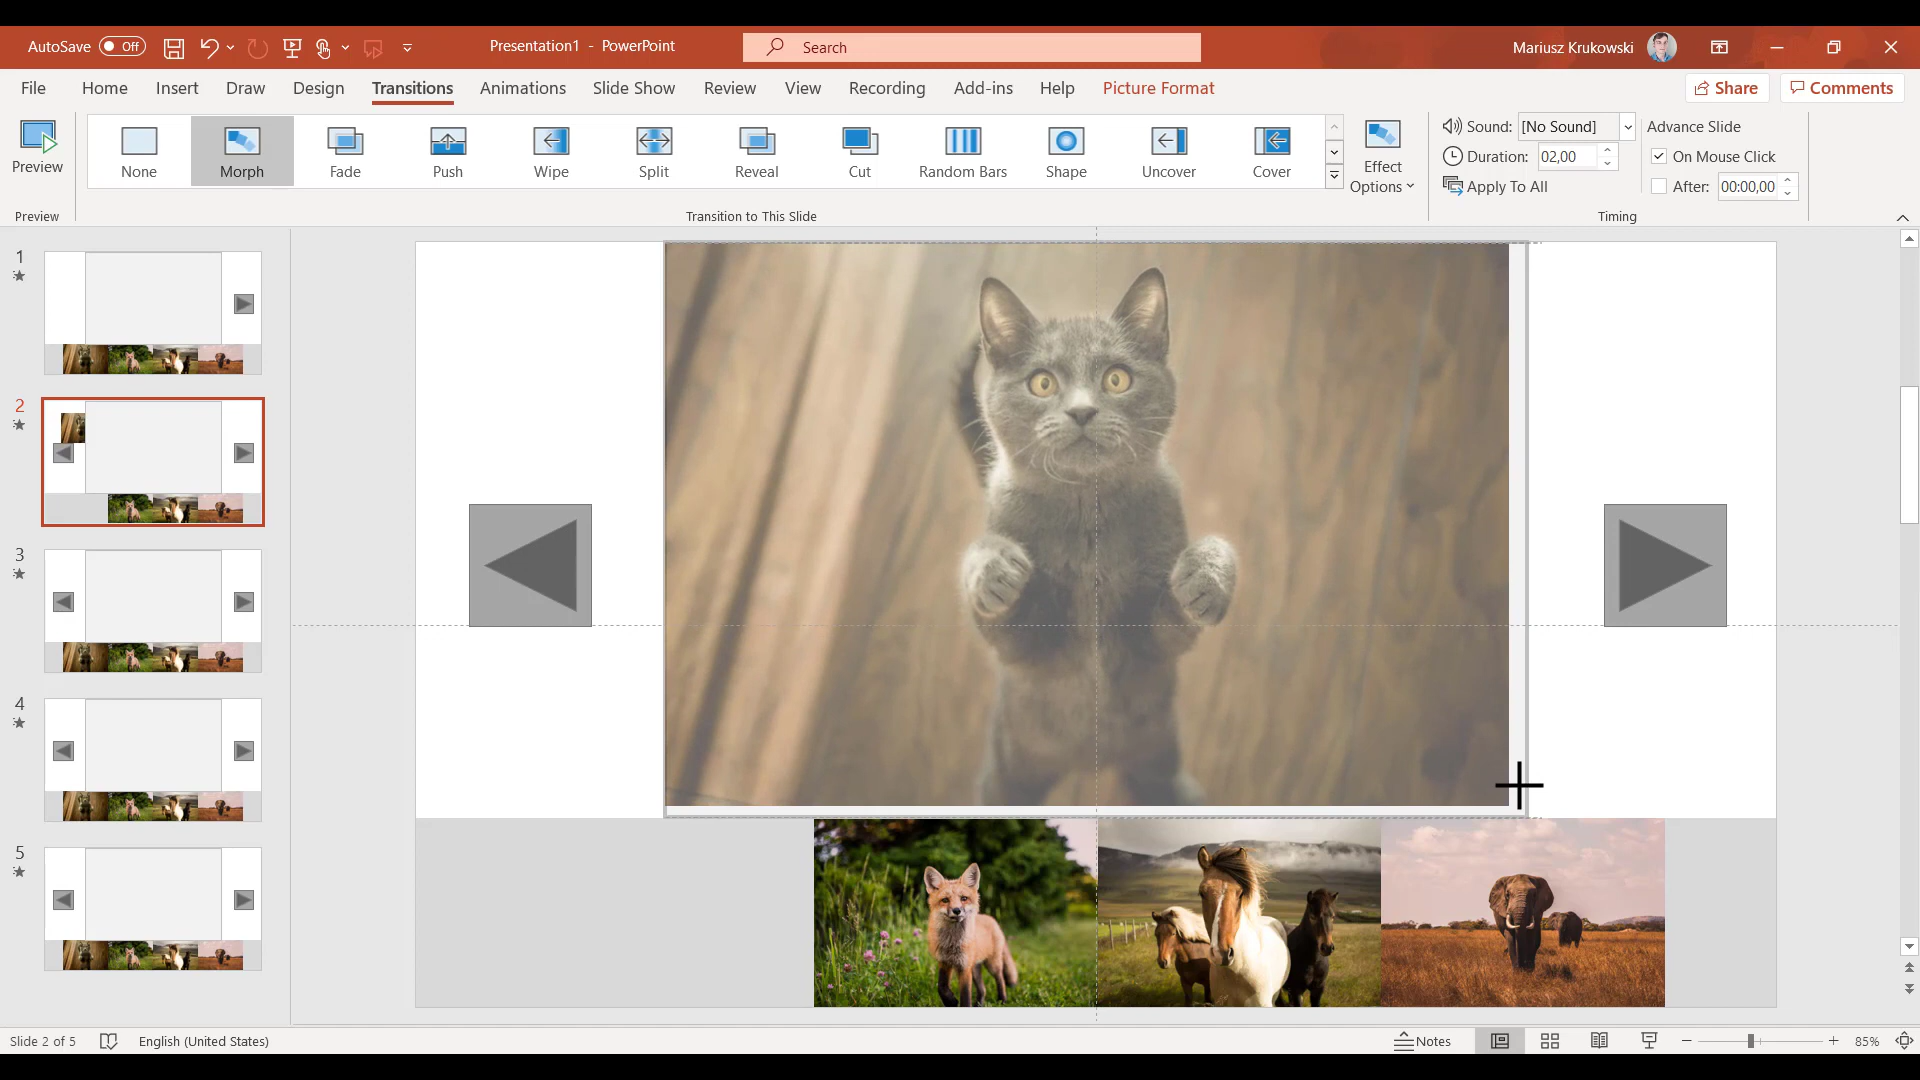 AutoSave Off Presentation1 - PowerPoint Search Mariusz Krukowski
File Home Insert Draw Design Transitions Animations Slide Show Review View Recording Add-ins Help Picture Format Share Comments
Preview None Morph Fade Push Wipe Split Reveal Cut Random Bars Shape Uncover Cover
Effect
Options
Sound: [No Sound] Advance Slide
Duration: 02,00 On Mouse Click
Apply To All After: 00:00,00
Preview Transition to This Slide Timing
1
2
3
4
5
Slide 2 of 5 English (United States) Notes 85%